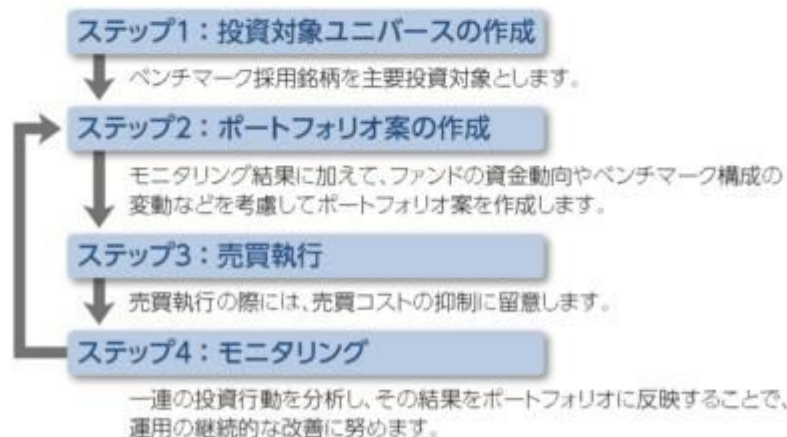 ステップ1：投資対象ユニバースの作成
ベンチマーク採用銘柄を主要投資対象とします。
ステップ2：ポートフォリオ案の作成
モニタリング結果に加えて、ファンドの資金動向やベンチマーク構成の
変動などを考慮してポートフォリオ案を作成します。
ステップ3：売買執行
売買執行の際には、売買コストの抑制に留意します。
ステップ4：モニタリング
一連の投資行動を分析し、その結果をポートフォリオに反映することで、
運用の継続的な改善に努めます。